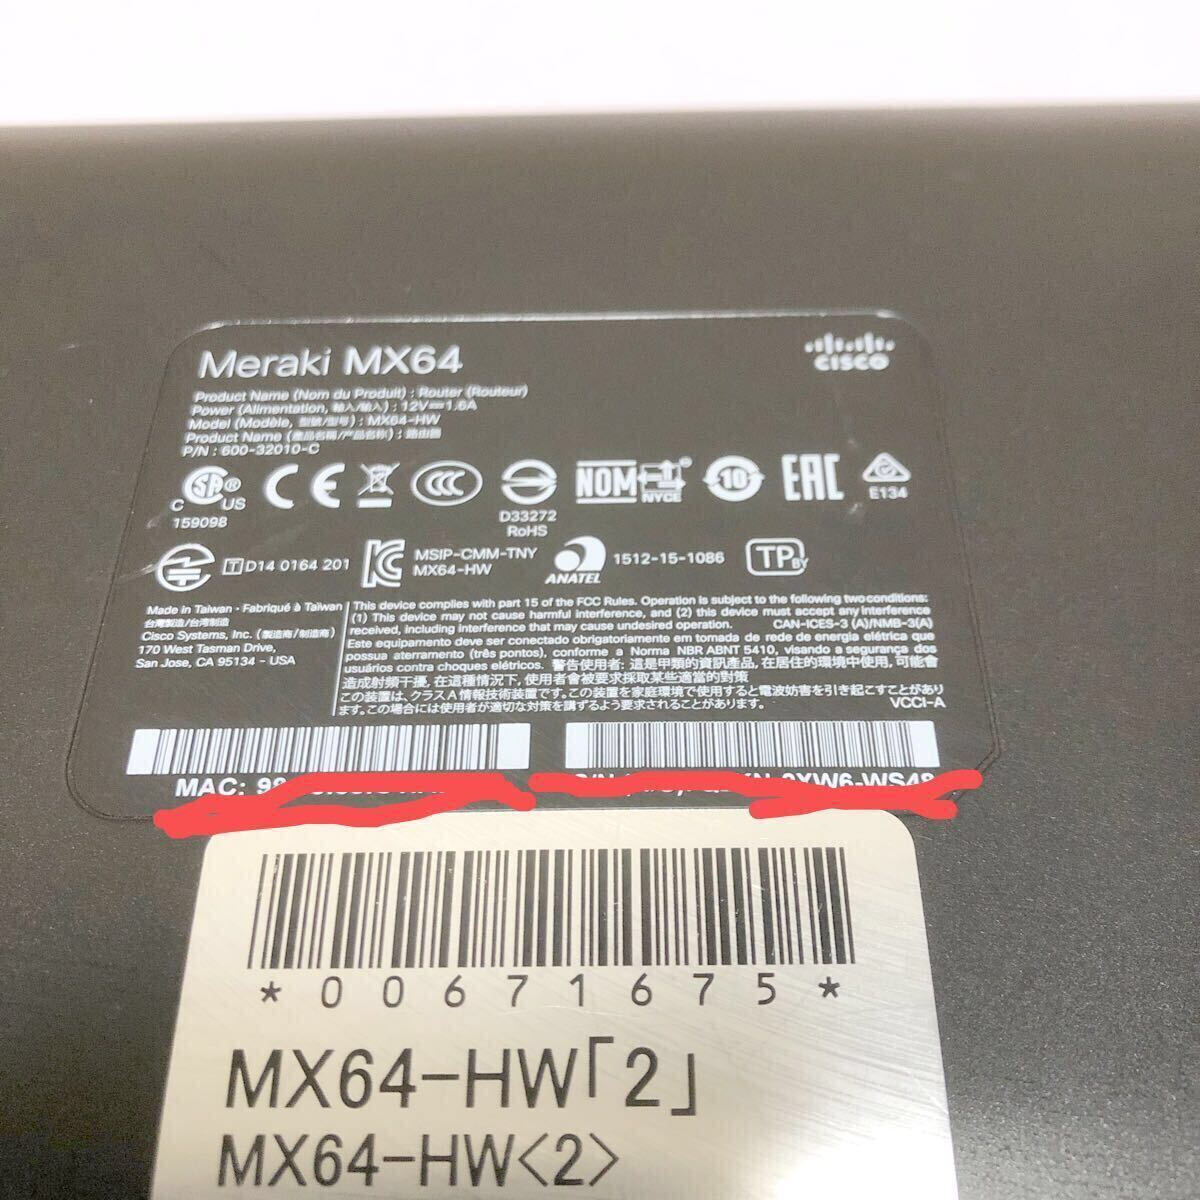 Meraki MX64
CISCO
Product Name (Nom du Produit) : Router (Routeur)
Power (Alimentation, 輸入/输入) : 12V⎓1.6A
Model (Modèle, 型號/型号) : MX64-HW
Product Name (產品名稱/产品名称) : 路由器
P/N : 600-32010-C
C SA® US
159098
CE
CCC
D33272
RoHS
NOM
NYCE
10
EAC
E134
T D14 0164 201
MSIP-CMM-TNY
MX64-HW
ANATEL
1512-15-1086
TP BY
Made in Taiwan · Fabriqué à Taïwan
台灣製造/台湾制造
Cisco Systems, Inc. (製造商/制造商)
170 West Tasman Drive,
San Jose, CA 95134 - USA
This device complies with part 15 of the FCC Rules. Operation is subject to the following two conditions:
(1) This device may not cause harmful interference, and (2) this device must accept any interference
received, including interference that may cause undesired operation. CAN-ICES-3 (A)/NMB-3(A)
Este equipamento deve ser conectado obrigatoriamente em tomada de rede de energia elétrica que
possua aterramento (três pontos), conforme a Norma NBR ABNT 5410, visando a segurança dos
usuários contra choques elétricos. 警告使用者: 這是甲類的資訊產品, 在居住的環境中使用, 可能會
造成射頻干擾, 在這種情況下, 使用者會被要求採取某些適當的對策
この装置は、クラスA情報技術装置です。この装置を家庭環境で使用すると電波妨害を引き起こすことがあり
ます。この場合には使用者が適切な対策を講ずるよう要求されることがあります。 VCCI-A
MAC:
*00671675*
MX64-HW「2」
MX64-HW<2>